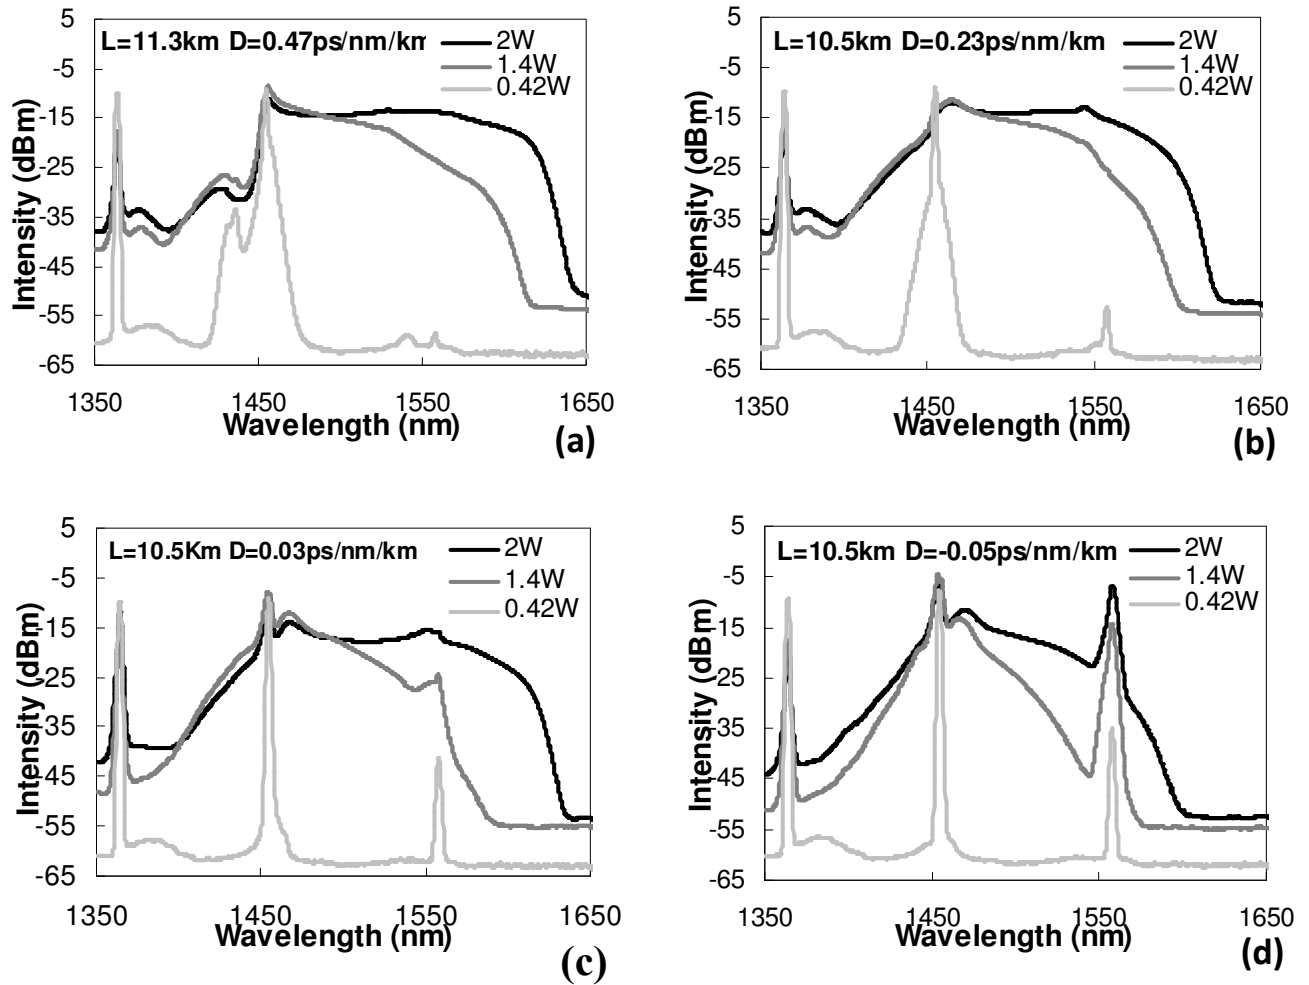 5
L=11.3km D=0.47ps/nm/km
2W
1.4W
0.42W
-5
-15
-25
-35
-45
-55
-65
Intensity (dBm)
1350 1450 1550 1650
Wavelength (nm)
(a)
5
L=10.5km D=0.23ps/nm/km
2W
1.4W
0.42W
-5
-15
-25
-35
-45
-55
-65
Intensity (dBm)
1350 1450 1550 1650
Wavelength (nm)
(b)
5
L=10.5Km D=0.03ps/nm/km
2W
1.4W
0.42W
-5
-15
-25
-35
-45
-55
-65
Intensity (dBm)
1350 1450 1550 1650
Wavelength (nm)
(c)
5
L=10.5km D=-0.05ps/nm/km
2W
1.4W
0.42W
-5
-15
-25
-35
-45
-55
-65
Intensity (dBm)
1350 1450 1550 1650
Wavelength (nm)
(d)